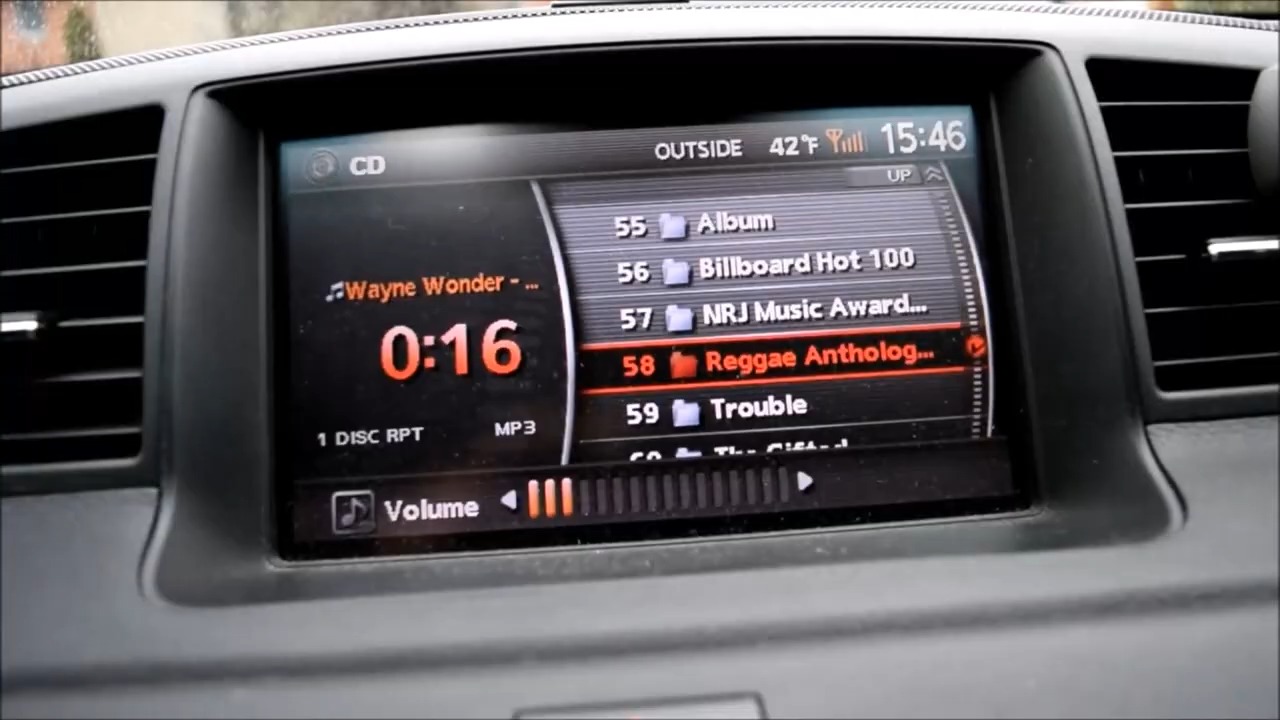 CD
OUTSIDE 42°F 15:46
UP
55 Album
56 Billboard Hot 100
57 NRJ Music Award...
58 Reggae Antholog...
59 Trouble
60 The Gifted
Wayne Wonder - ...
0:16
1 DISC RPT MP3
Volume